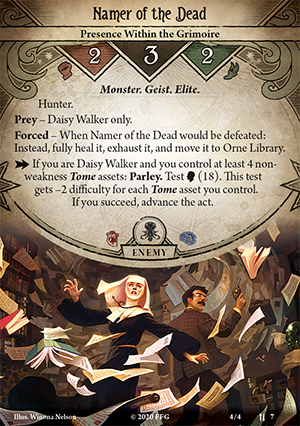 Namer of the Dead
Presence Within the Grimoire
2 3 2
Monster. Geist. Elite.
Hunter.
Prey – Daisy Walker only.
Forced – When Namer of the Dead would be defeated:
Instead, fully heal it, exhaust it, and move it to Orne Library.
If you are Daisy Walker and you control at least 4 non-
weakness Tome assets: Parley. Test (18). This test
gets –2 difficulty for each Tome asset you control.
If you succeed, advance the act.
ENEMY
Illus. Winona Nelson © 2020 FFG 4/4 7